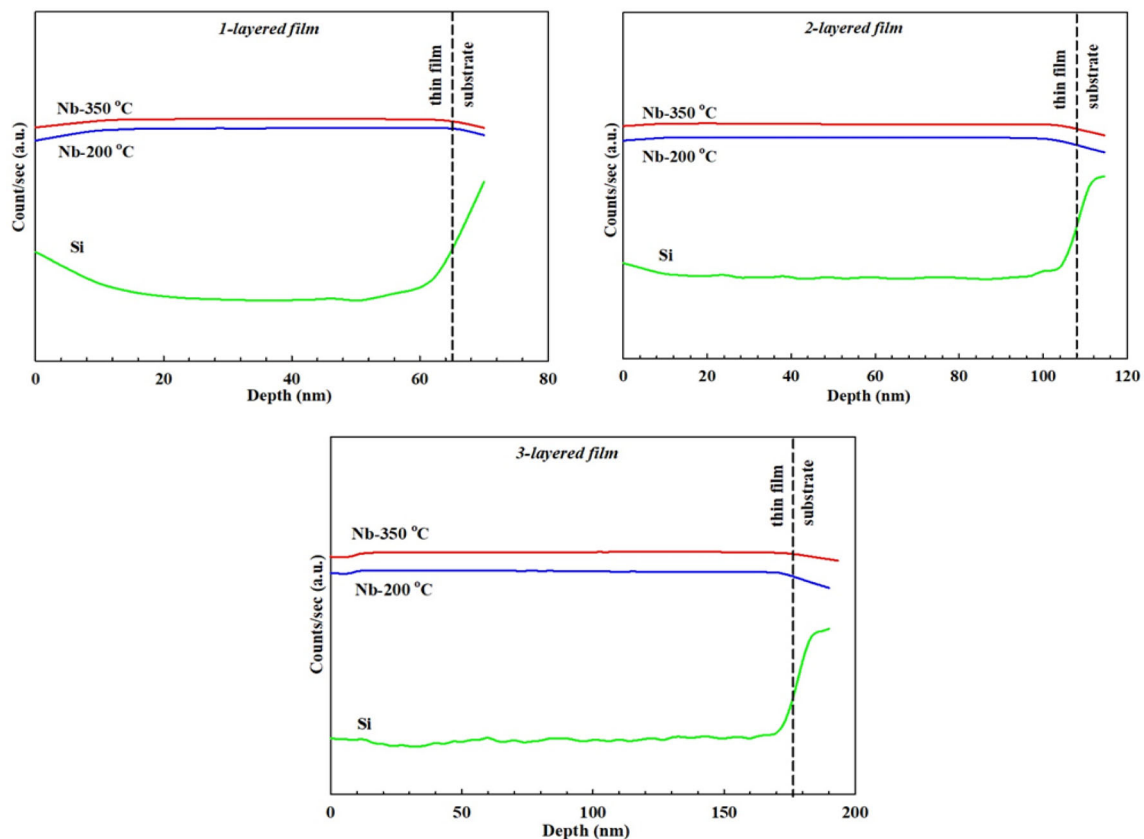 1-layered film
thin film
substrate
Nb-350 °C
Nb-200 °C
Si
Count/sec (a.u.)
0 20 40 60 80
Depth (nm)
2-layered film
thin film
substrate
Nb-350 °C
Nb-200 °C
Si
Counts/sec (a.u.)
0 20 40 60 80 100 120
Depth (nm)
3-layered film
thin film
substrate
Nb-350 °C
Nb-200 °C
Si
Counts/sec (a.u.)
0 50 100 150 200
Depth (nm)